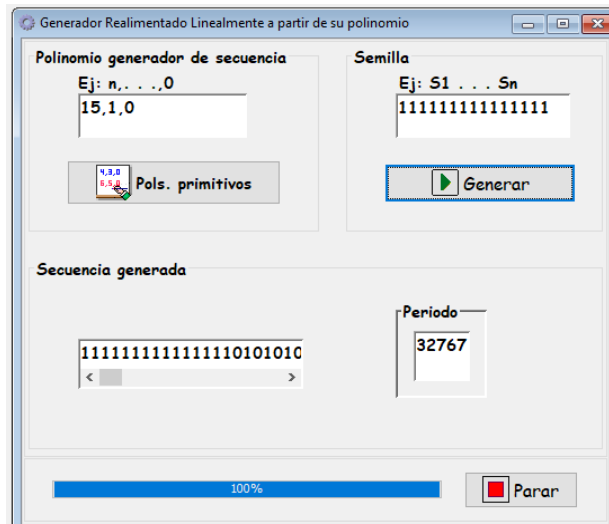 Generador Realimentado Linealmente a partir de su polinomio
Polinomio generador de secuencia
Ej: n,. . .,0
15,1,0
4,3,0
6,5,0
Pols. primitivos
Semilla
Ej: S1 . . . Sn
111111111111111
Generar
Secuencia generada
1111111111111110101010
Periodo
32767
100%
Parar